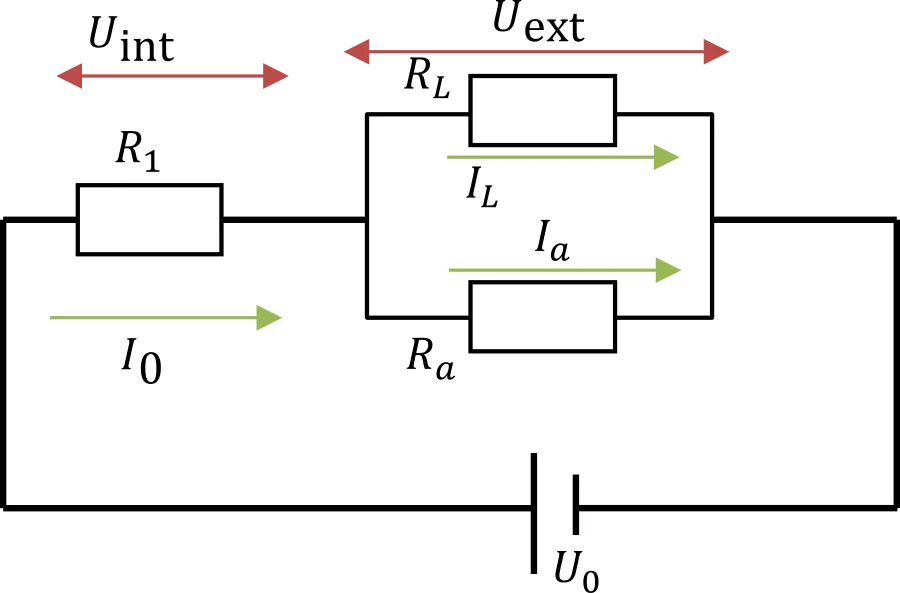 U_int
U_ext
R_L
R_1
I_L
I_a
I_0
R_a
U_0